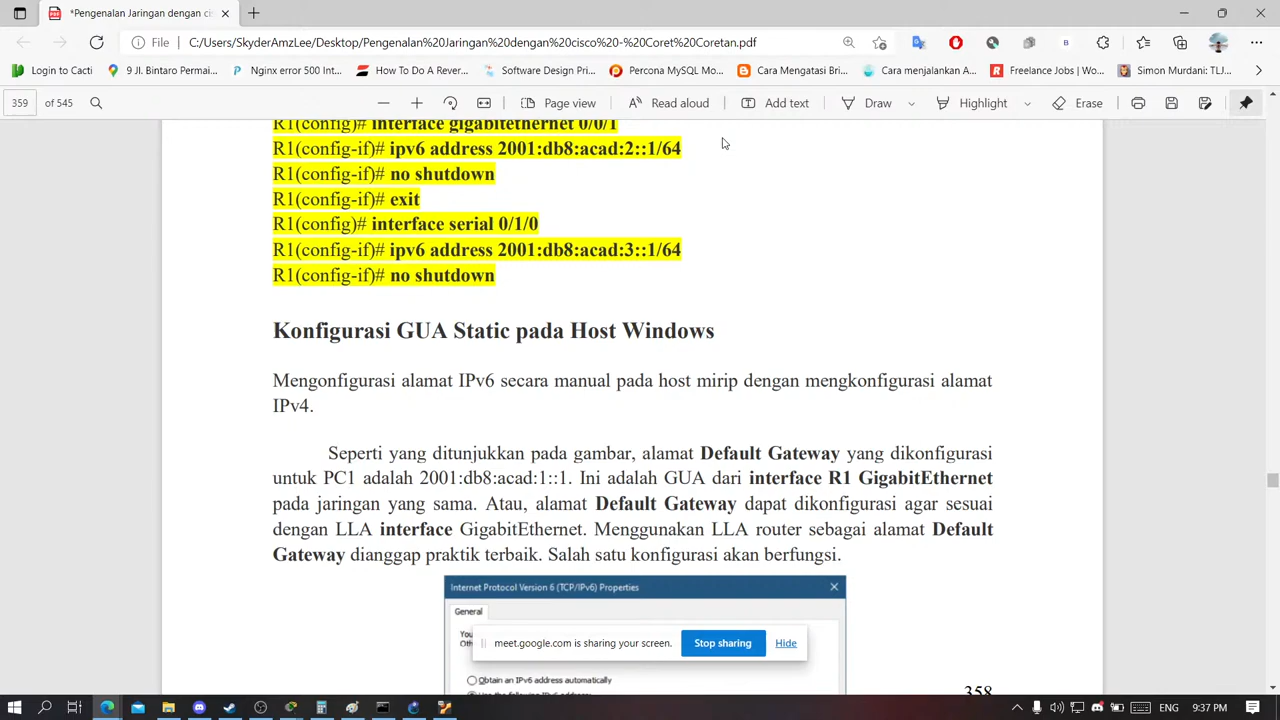 *Pengenalan Jaringan dengan cis
File
C:/Users/SkyderAmzLee/Desktop/Pengenalan%20Jaringan%20dengan%20cisco%20-%20Coret%20Coretan.pdf
Login to Cacti
9 Jl. Bintaro Permai...
Nginx error 500 Int...
How To Do A Rever...
Software Design Pri...
Percona MySQL Mo...
Cara Mengatasi Bri...
Cara menjalankan A...
Freelance Jobs | Wo...
Simon Murdani: TLJ...
359 of 545
Page view
Read aloud
Add text
Draw
Highlight
Erase
R1(config)# interface gigabitethernet 0/0/1
R1(config-if)# ipv6 address 2001:db8:acad:2::1/64
R1(config-if)# no shutdown
R1(config-if)# exit
R1(config)# interface serial 0/1/0
R1(config-if)# ipv6 address 2001:db8:acad:3::1/64
R1(config-if)# no shutdown
Konfigurasi GUA Static pada Host Windows
Mengonfigurasi alamat IPv6 secara manual pada host mirip dengan mengkonfigurasi alamat
IPv4.
Seperti yang ditunjukkan pada gambar, alamat Default Gateway yang dikonfigurasi
untuk PC1 adalah 2001:db8:acad:1::1. Ini adalah GUA dari interface R1 GigabitEthernet
pada jaringan yang sama. Atau, alamat Default Gateway dapat dikonfigurasi agar sesuai
dengan LLA interface GigabitEthernet. Menggunakan LLA router sebagai alamat Default
Gateway dianggap praktik terbaik. Salah satu konfigurasi akan berfungsi.
Internet Protocol Version 6 (TCP/IPv6) Properties
General
meet.google.com is sharing your screen.
Stop sharing
Hide
Obtain an IPv6 address automatically
Use the following IPv6 address:
358
ENG
9:37 PM